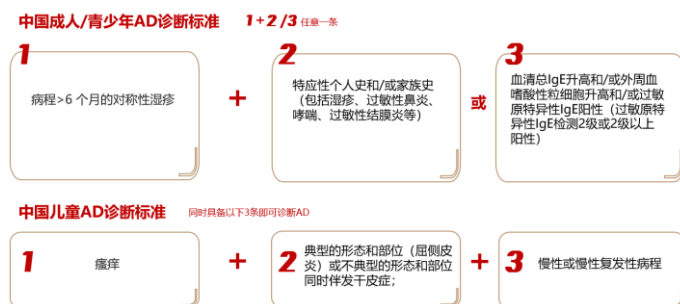 中国成人/青少年AD诊断标准 1+2/3 任意一条
1
病程>6 个月的对称性湿疹
+
2
特应性个人史和/或家族史
（包括湿疹、过敏性鼻炎、
哮喘、过敏性结膜炎等）
或
3
血清总IgE升高和/或外周血
嗜酸性粒细胞升高和/或过敏
原特异性IgE阳性（过敏原特
异性IgE检测2级或2级以上
阳性）
中国儿童AD诊断标准 同时具备以下3条即可诊断AD
1
瘙痒
+
2
典型的形态和部位（屈侧皮
炎）或不典型的形态和部位
同时伴发干皮症；
+
3
慢性或慢性复发性病程